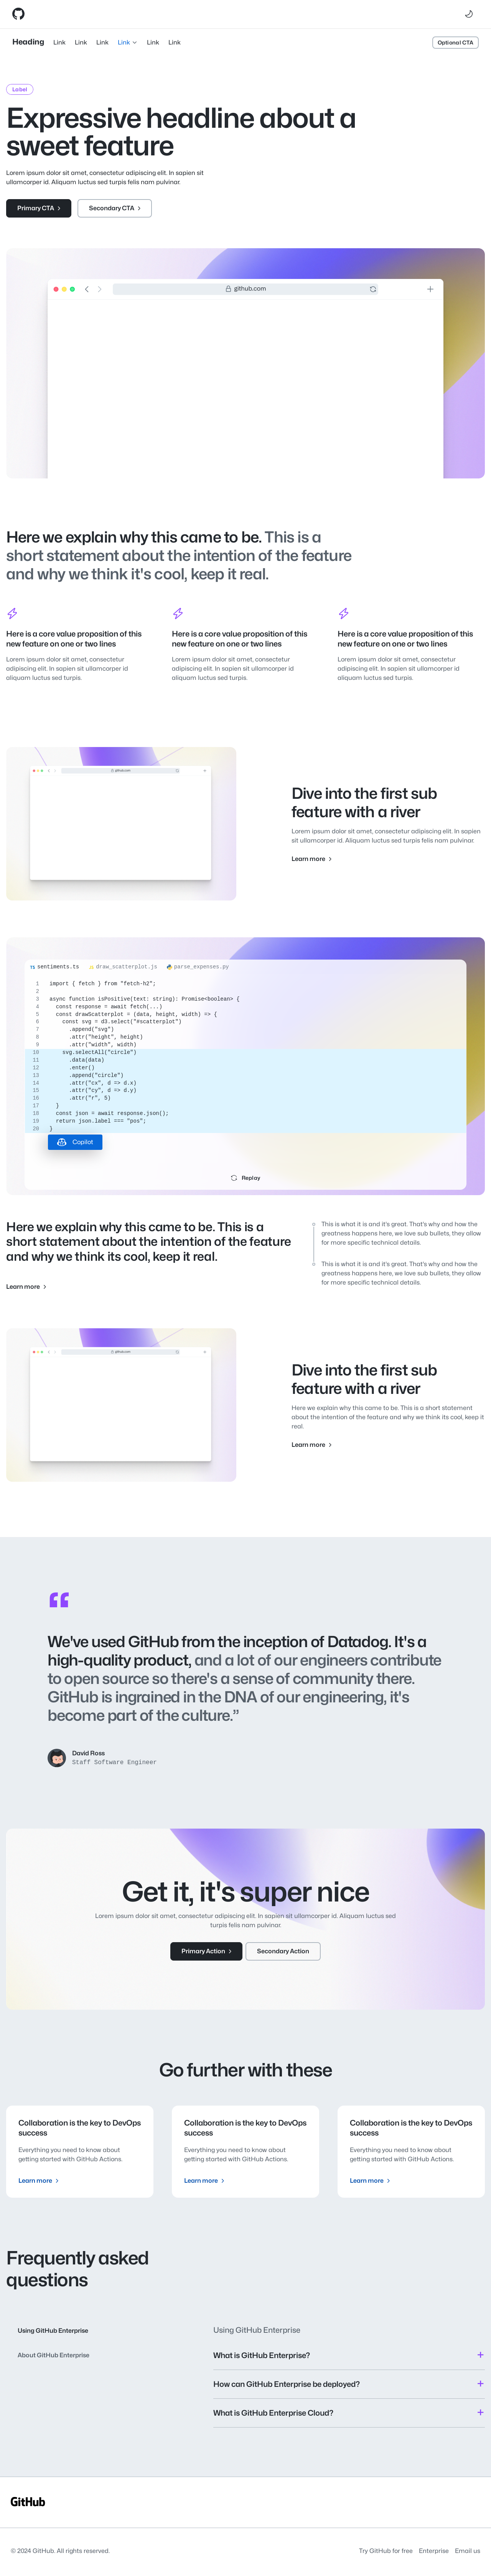 Heading Link Link Link Link Link Link Optional CTA
Label
Expressive headline about a
sweet feature
Lorem ipsum dolor sit amet, consectetur adipiscing elit. In sapien sit
ullamcorper id. Aliquam luctus sed turpis felis nam pulvinar.
Primary CTA Secondary CTA
github.com
Here we explain why this came to be. This is a
short statement about the intention of the feature
and why we think it's cool, keep it real.
Here is a core value proposition of this
new feature on one or two lines
Lorem ipsum dolor sit amet, consectetur
adipiscing elit. In sapien sit ullamcorper id
aliquam luctus sed turpis.
Here is a core value proposition of this
new feature on one or two lines
Lorem ipsum dolor sit amet, consectetur
adipiscing elit. In sapien sit ullamcorper id
aliquam luctus sed turpis.
Here is a core value proposition of this
new feature on one or two lines
Lorem ipsum dolor sit amet, consectetur
adipiscing elit. In sapien sit ullamcorper id
aliquam luctus sed turpis.
github.com
Dive into the first sub
feature with a river
Lorem ipsum dolor sit amet, consectetur adipiscing elit. In sapien
sit ullamcorper id. Aliquam luctus sed turpis felis nam pulvinar.
Learn more
TS sentiments.ts draw_scatterplot.js parse_expenses.py
1 import { fetch } from "fetch-h2";
2
3 async function isPositive(text: string): Promise<boolean> {
4 const response = await fetch(...)
5 const drawScatterplot = (data, height, width) => {
6 const svg = d3.select("#scatterplot")
7 .append("svg")
8 .attr("height", height)
9 .attr("width", width)
10 svg.selectAll("circle")
11 .data(data)
12 .enter()
13 .append("circle")
14 .attr("cx", d => d.x)
15 .attr("cy", d => d.y)
16 .attr("r", 5)
17 }
18 const json = await response.json();
19 return json.label === "pos";
20 }
Copilot
Replay
Here we explain why this came to be. This is a
short statement about the intention of the feature
and why we think its cool, keep it real.
Learn more
This is what it is and it's great. That's why and how the
greatness happens here, we love sub bullets, they allow
for more specific technical details.
This is what it is and it's great. That's why and how the
greatness happens here, we love sub bullets, they allow
for more specific technical details.
github.com
Dive into the first sub
feature with a river
Here we explain why this came to be. This is a short statement
about the intention of the feature and why we think its cool, keep it
real.
Learn more
“
We've used GitHub from the inception of Datadog. It's a
high-quality product, and a lot of our engineers contribute
to open source so there's a sense of community there.
GitHub is ingrained in the DNA of our engineering, it's
become part of the culture.”
David Ross
Staff Software Engineer
Get it, it's super nice
Lorem ipsum dolor sit amet, consectetur adipiscing elit. In sapien sit ullamcorper id. Aliquam luctus sed
turpis felis nam pulvinar.
Primary Action Secondary Action
Go further with these
Collaboration is the key to DevOps
success
Everything you need to know about
getting started with GitHub Actions.
Learn more
Collaboration is the key to DevOps
success
Everything you need to know about
getting started with GitHub Actions.
Learn more
Collaboration is the key to DevOps
success
Everything you need to know about
getting started with GitHub Actions.
Learn more
Frequently asked
questions
Using GitHub Enterprise
About GitHub Enterprise
Using GitHub Enterprise
What is GitHub Enterprise?
How can GitHub Enterprise be deployed?
What is GitHub Enterprise Cloud?
GitHub
© 2024 GitHub. All rights reserved. Try GitHub for free Enterprise Email us